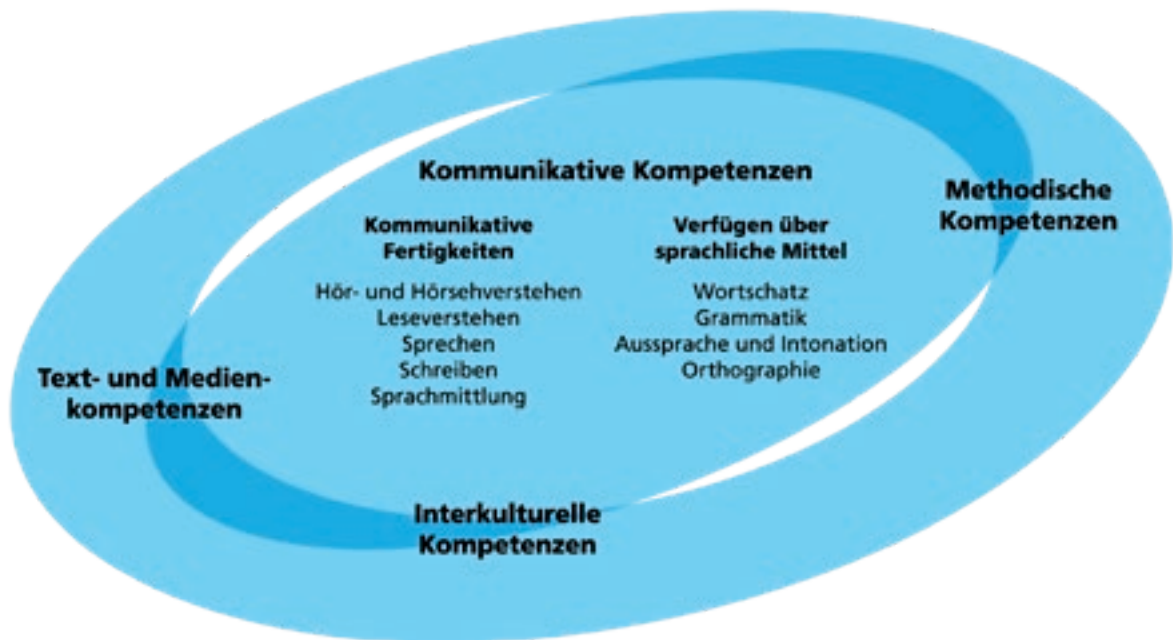 Kommunikative Kompetenzen
Kommunikative
Fertigkeiten
Hör- und Hörsehverstehen
Leseverstehen
Sprechen
Schreiben
Sprachmittlung
Verfügen über
sprachliche Mittel
Wortschatz
Grammatik
Aussprache und Intonation
Orthographie
Methodische
Kompetenzen
Text- und Medien-
kompetenzen
Interkulturelle
Kompetenzen